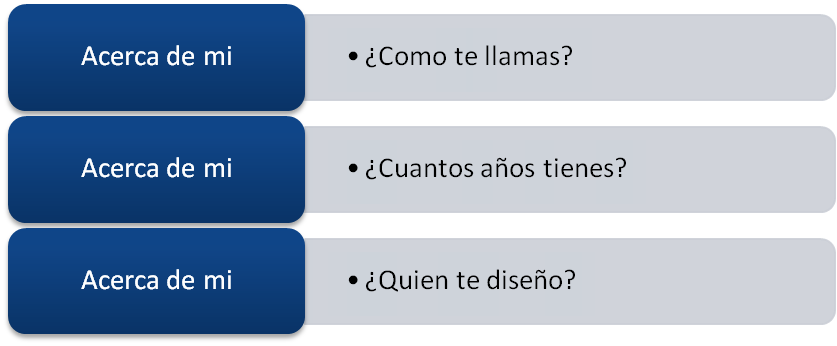 Acerca de mi
• ¿Como te llamas?
Acerca de mi
• ¿Cuantos años tienes?
Acerca de mi
• ¿Quien te diseño?